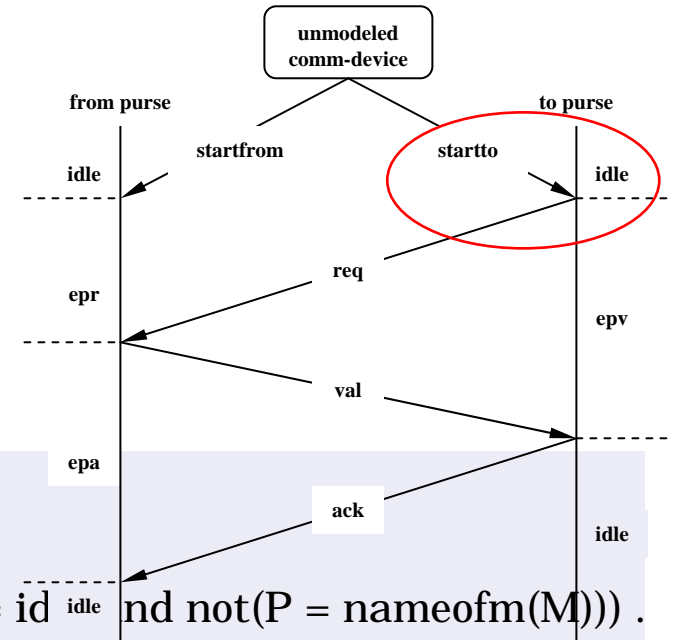 unmodeled
comm-device
from purse
to purse
startfrom
startto
idle
idle
req
epr
epv
val
epa
ack
idle
idle
nd not(P = nameofm(M))) .